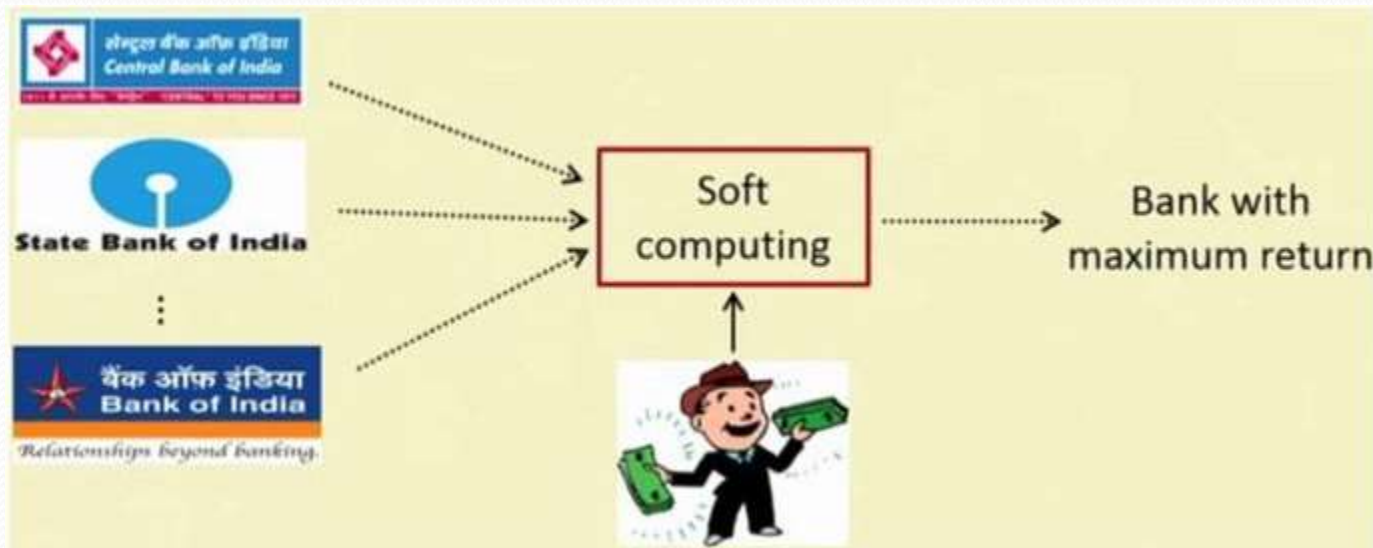 सेन्ट्रल बैंक ऑफ़ इंडिया
Central Bank of India
State Bank of India
बैंक ऑफ़ इंडिया
Bank of India
Relationships beyond banking.
Soft
computing
Bank with
maximum return